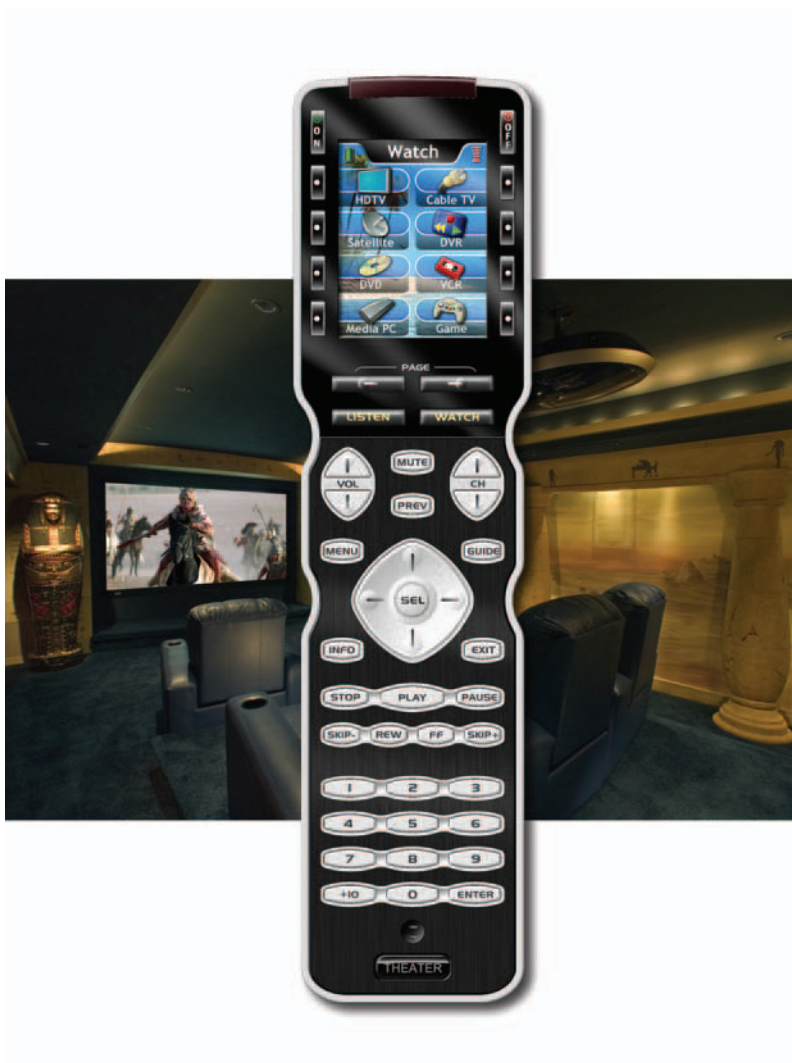 ON
OFF
Watch
HDTV
Cable TV
Satellite
DVR
DVD
VCR
Media PC
Game
PAGE
LISTEN
WATCH
VOL
MUTE
CH
PREV
MENU
GUIDE
SEL
INFO
EXIT
STOP
PLAY
PAUSE
SKIP-
REW
FF
SKIP+
1
2
3
4
5
6
7
8
9
+10
0
ENTER
THEATER